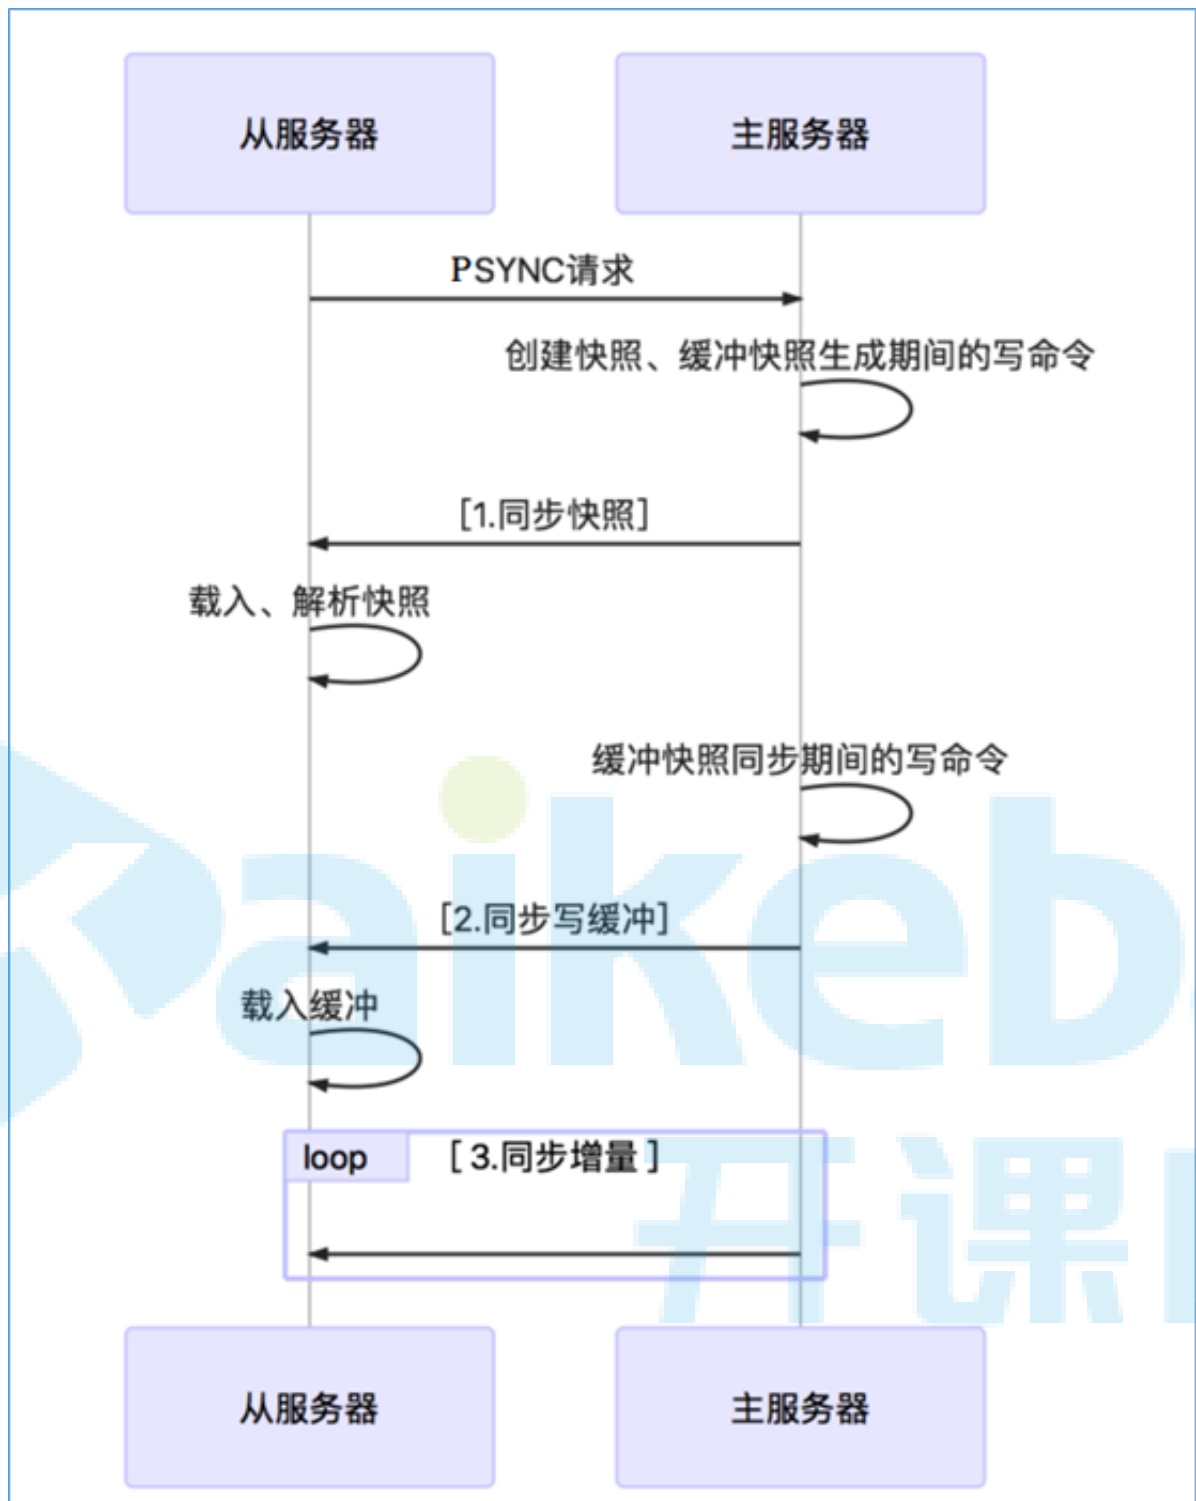 从服务器 主服务器
PSYNC请求
创建快照、缓冲快照生成期间的写命令
[1.同步快照]
载入、解析快照
缓冲快照同步期间的写命令
[2.同步写缓冲]
载入缓冲
loop [ 3.同步增量 ]
从服务器 主服务器
aikeb
开课